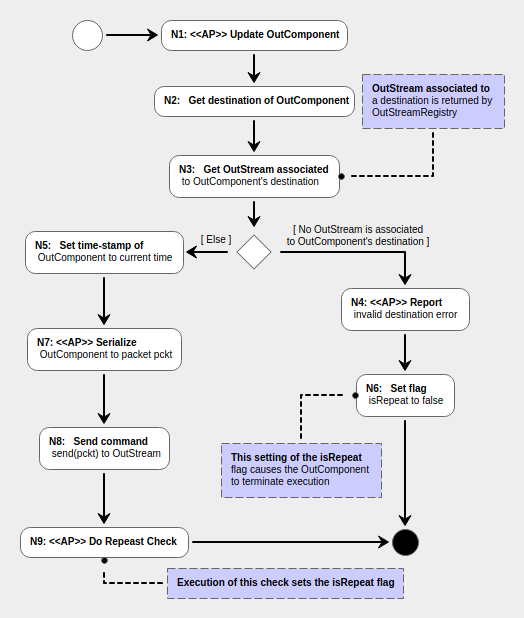 N1: <<AP>> Update OutComponent
N2: Get destination of OutComponent
OutStream associated to
a destination is returned by
OutStreamRegistry
N3: Get OutStream associated
to OutComponent's destination
[ Else ]
[ No OutStream is associated
to OutComponent's destination ]
N5: Set time-stamp of
OutComponent to current time
N4: <<AP>> Report
invalid destination error
N7: <<AP>> Serialize
OutComponent to packet pckt
N6: Set flag
isRepeat to false
N8: Send command
send(pckt) to OutStream
This setting of the isRepeat
flag causes the OutComponent
to terminate execution
N9: <<AP>> Do Repeast Check
Execution of this check sets the isRepeat flag